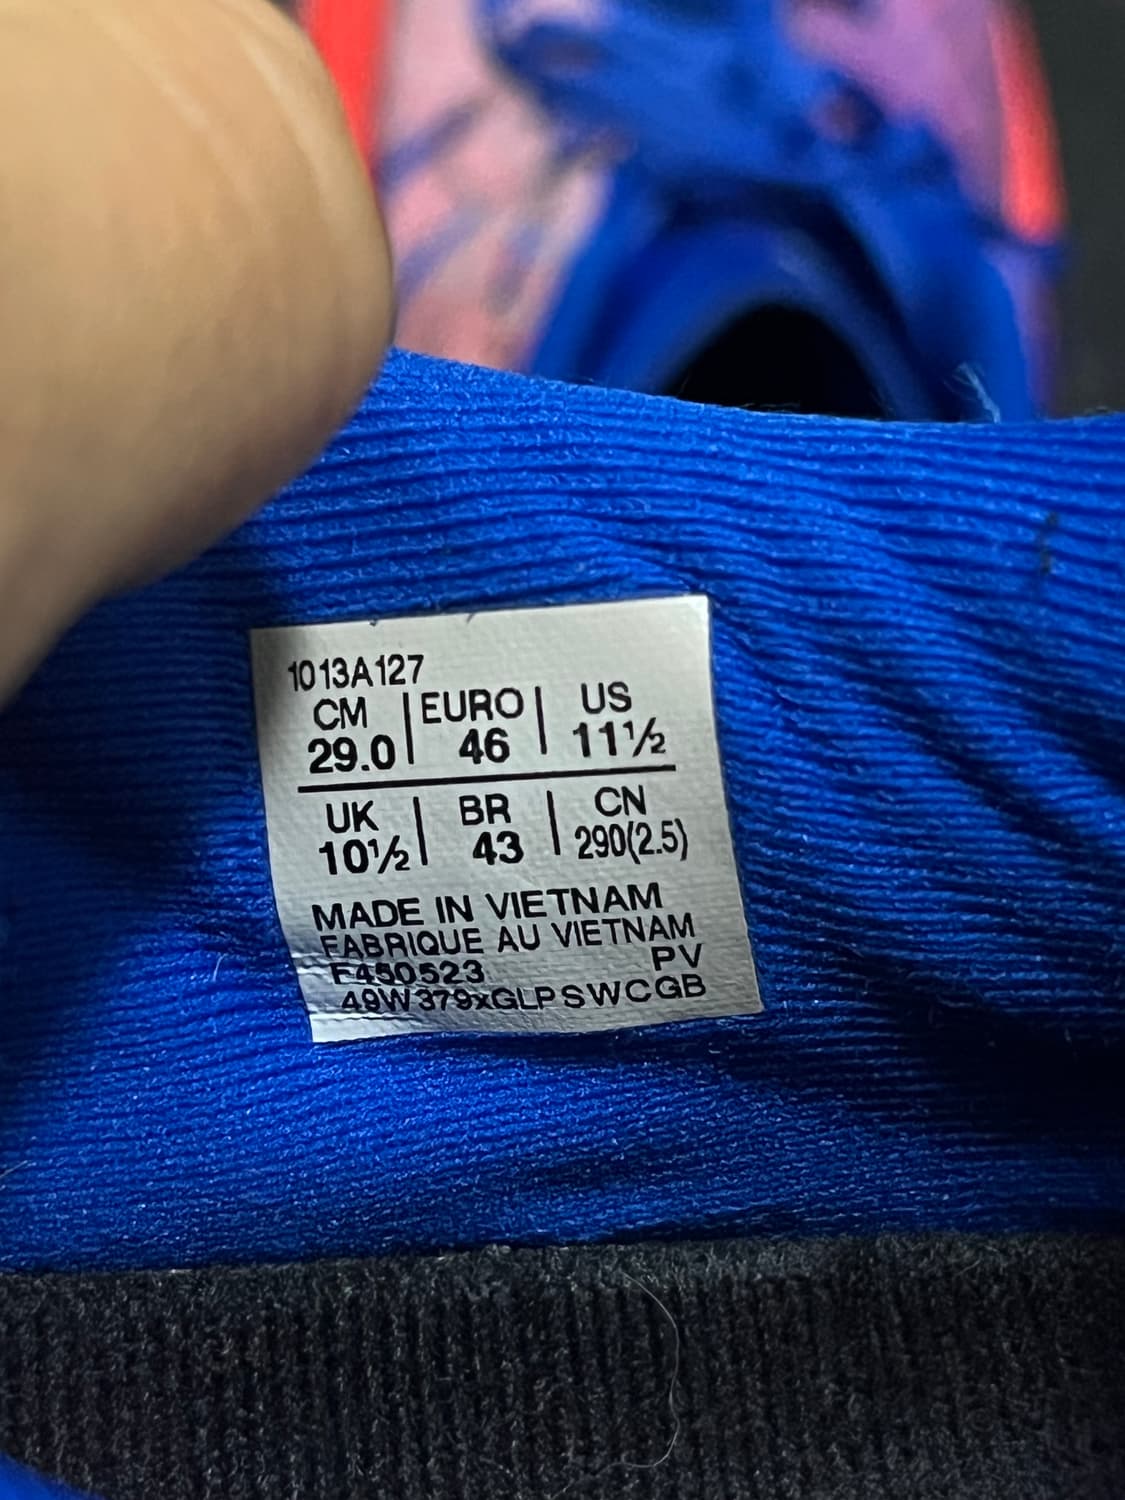 1013A127
CM | EURO | US
29.0 | 46 | 11½
UK | BR | CN
10½ | 43 | 290(2.5)
MADE IN VIETNAM
FABRIQUE AU VIETNAM
F450523 PV
49W379xGLPSWCGB